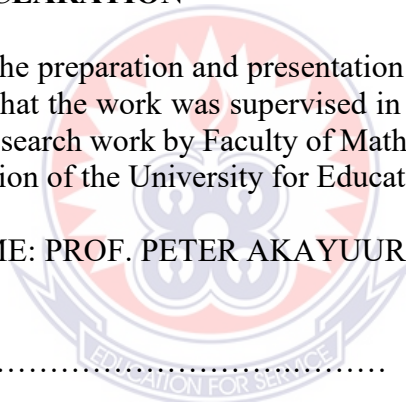 CLARATION
he preparation and presentation
hat the work was supervised in
search work by Faculty of Math
ion of the University for Educat
ME: PROF. PETER AKAYUUR
…………………………………
EDUCATION FOR SERVICE